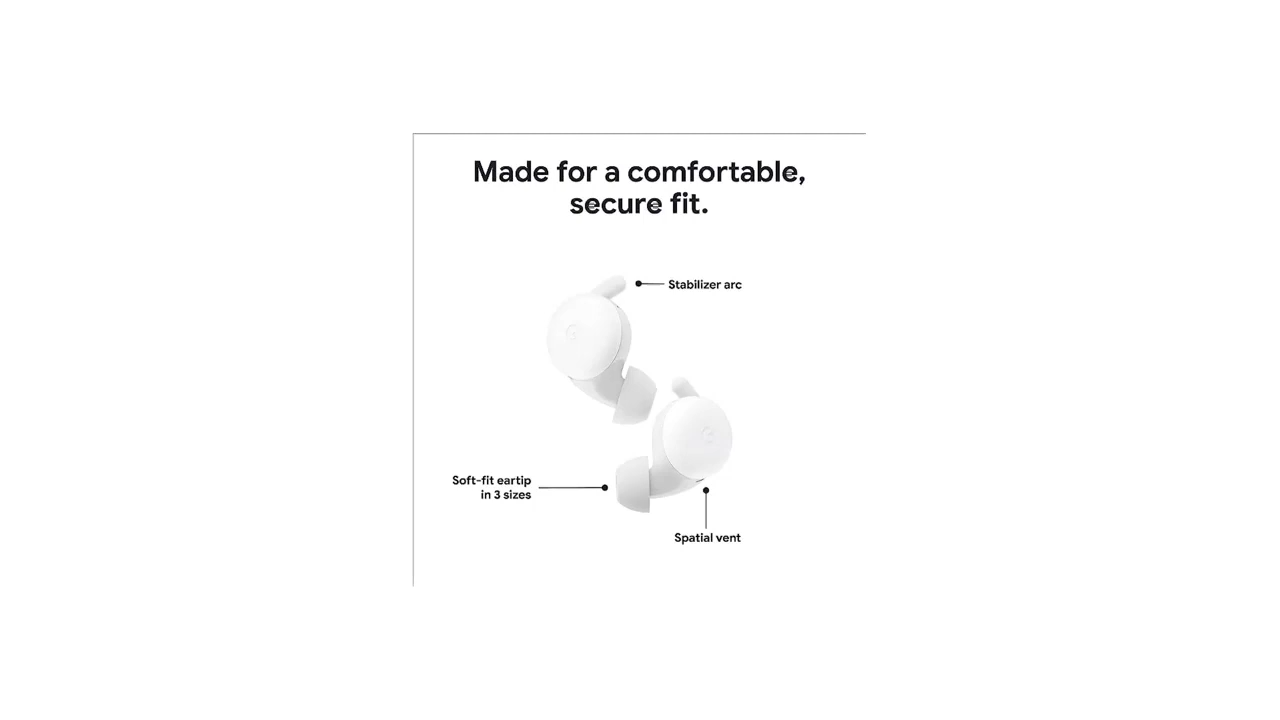 Made for a comfortable,
secure fit.
Stabilizer arc
Soft-fit eartip
in 3 sizes
Spatial vent